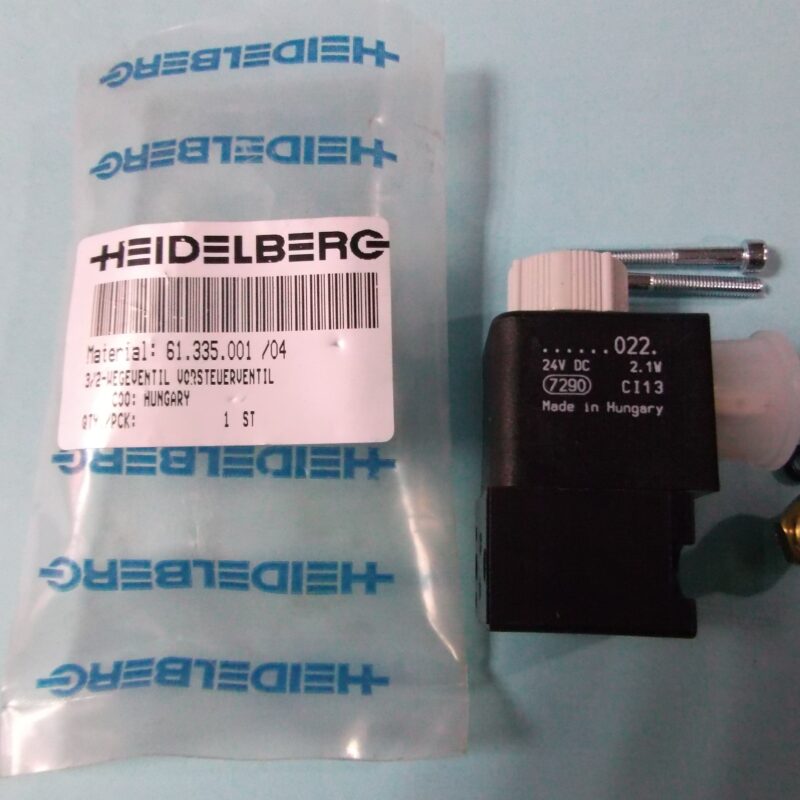 HEIDELBERG
HEIDELBERG
HEIDELBERG
Material: 61.335.001 /04
3/2-WEGEVENTIL VORSTEUERVENTIL
COO: HUNGARY
QTY /PCK: 1 ST
HEIDELBERG
HEIDELBERG
HEIDELBERG
......022.
24V DC 2.1W
7290 CI13
Made in Hungary